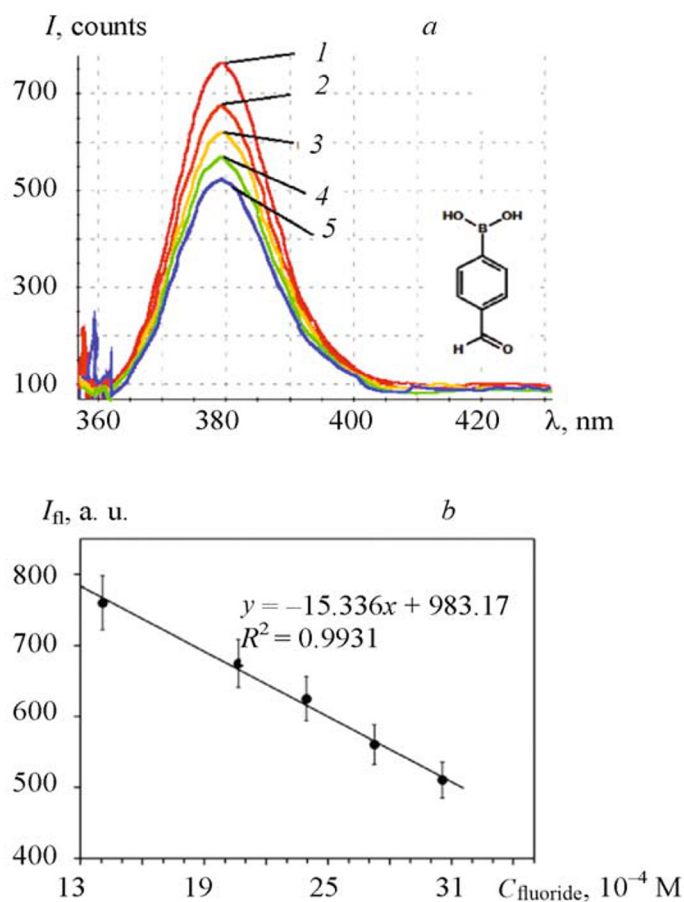 I, counts
a
1
2
3
4
5
700
500
300
100
HO
B
OH
H
O
360
380
400
420
λ, nm
I_fl, a. u.
b
800
700
600
500
400
y = –15.336x + 983.17
R² = 0.9931
13
19
25
31
C_fluoride, 10⁻⁴ M